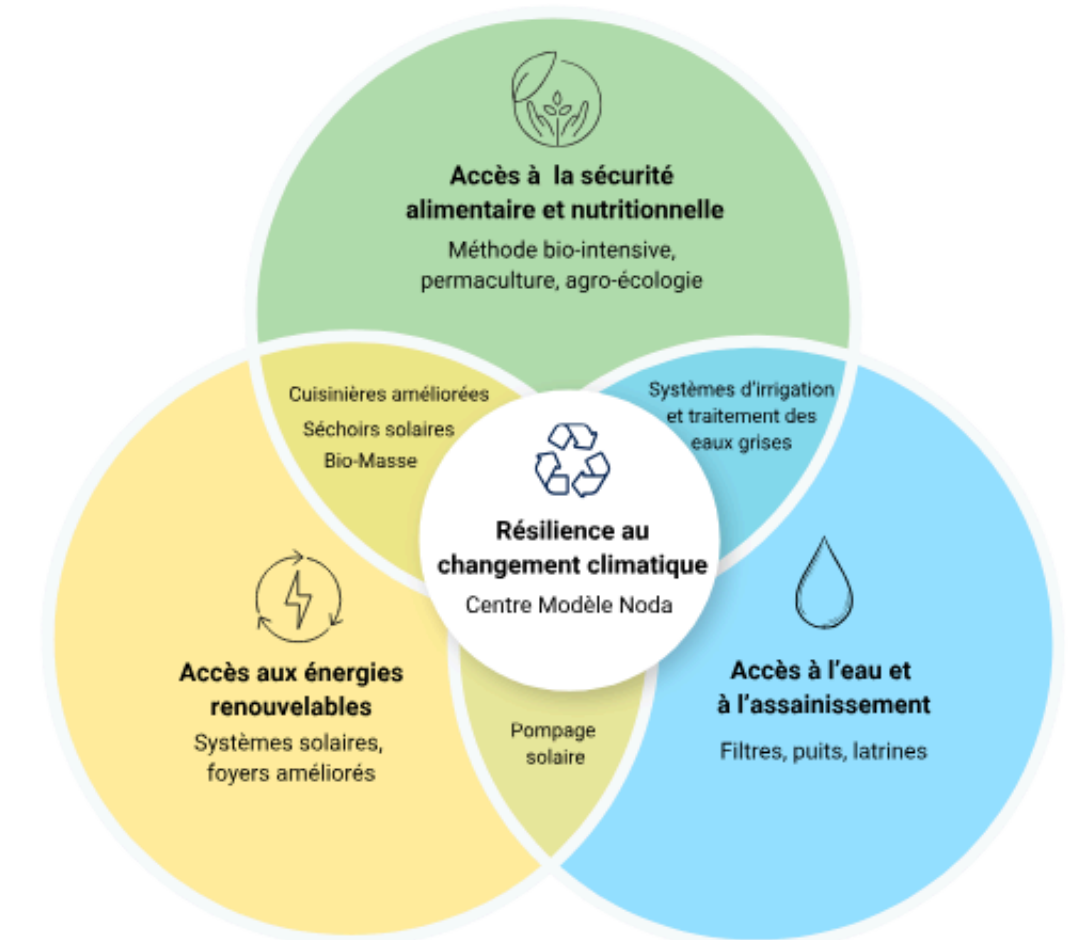 Accès à la sécurité
alimentaire et nutritionnelle
Méthode bio-intensive,
permaculture, agro-écologie
Cuisinières améliorées
Séchoirs solaires
Bio-Masse
Systèmes d'irrigation
et traitement des
eaux grises
Résilience au
changement climatique
Centre Modèle Noda
Accès aux énergies
renouvelables
Systèmes solaires,
foyers améliorés
Accès à l'eau et
à l'assainissement
Filtres, puits, latrines
Pompage
solaire